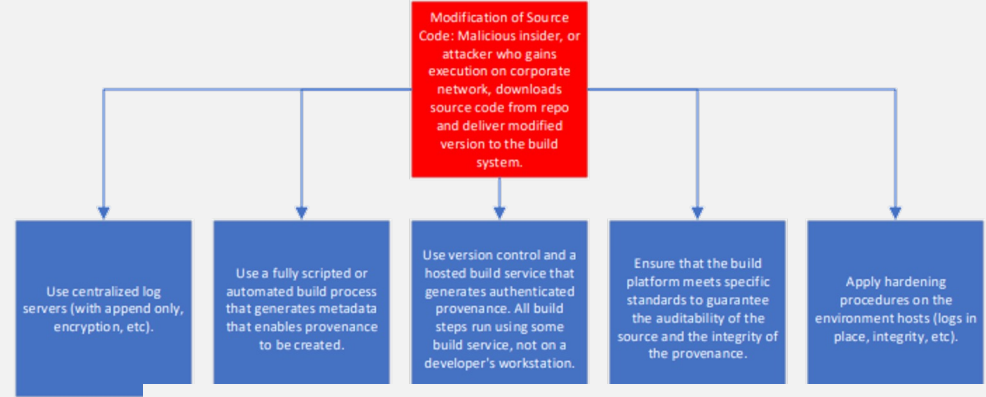 Modification of Source
Code: Malicious insider, or
attacker who gains
execution on corporate
network, downloads
source code from repo
and deliver modified
version to the build
system.
Use centralized log
servers (with append only,
encryption, etc).
Use a fully scripted or
automated build process
that generates metadata
that enables provenance
to be created.
Use version control and a
hosted build service that
generates authenticated
provenance. All build
steps run using some
build service, not on a
developer's workstation.
Ensure that the build
platform meets specific
standards to guarantee
the auditability of the
source and the integrity of
the provenance.
Apply hardening
procedures on the
environment hosts (logs in
place, integrity, etc).